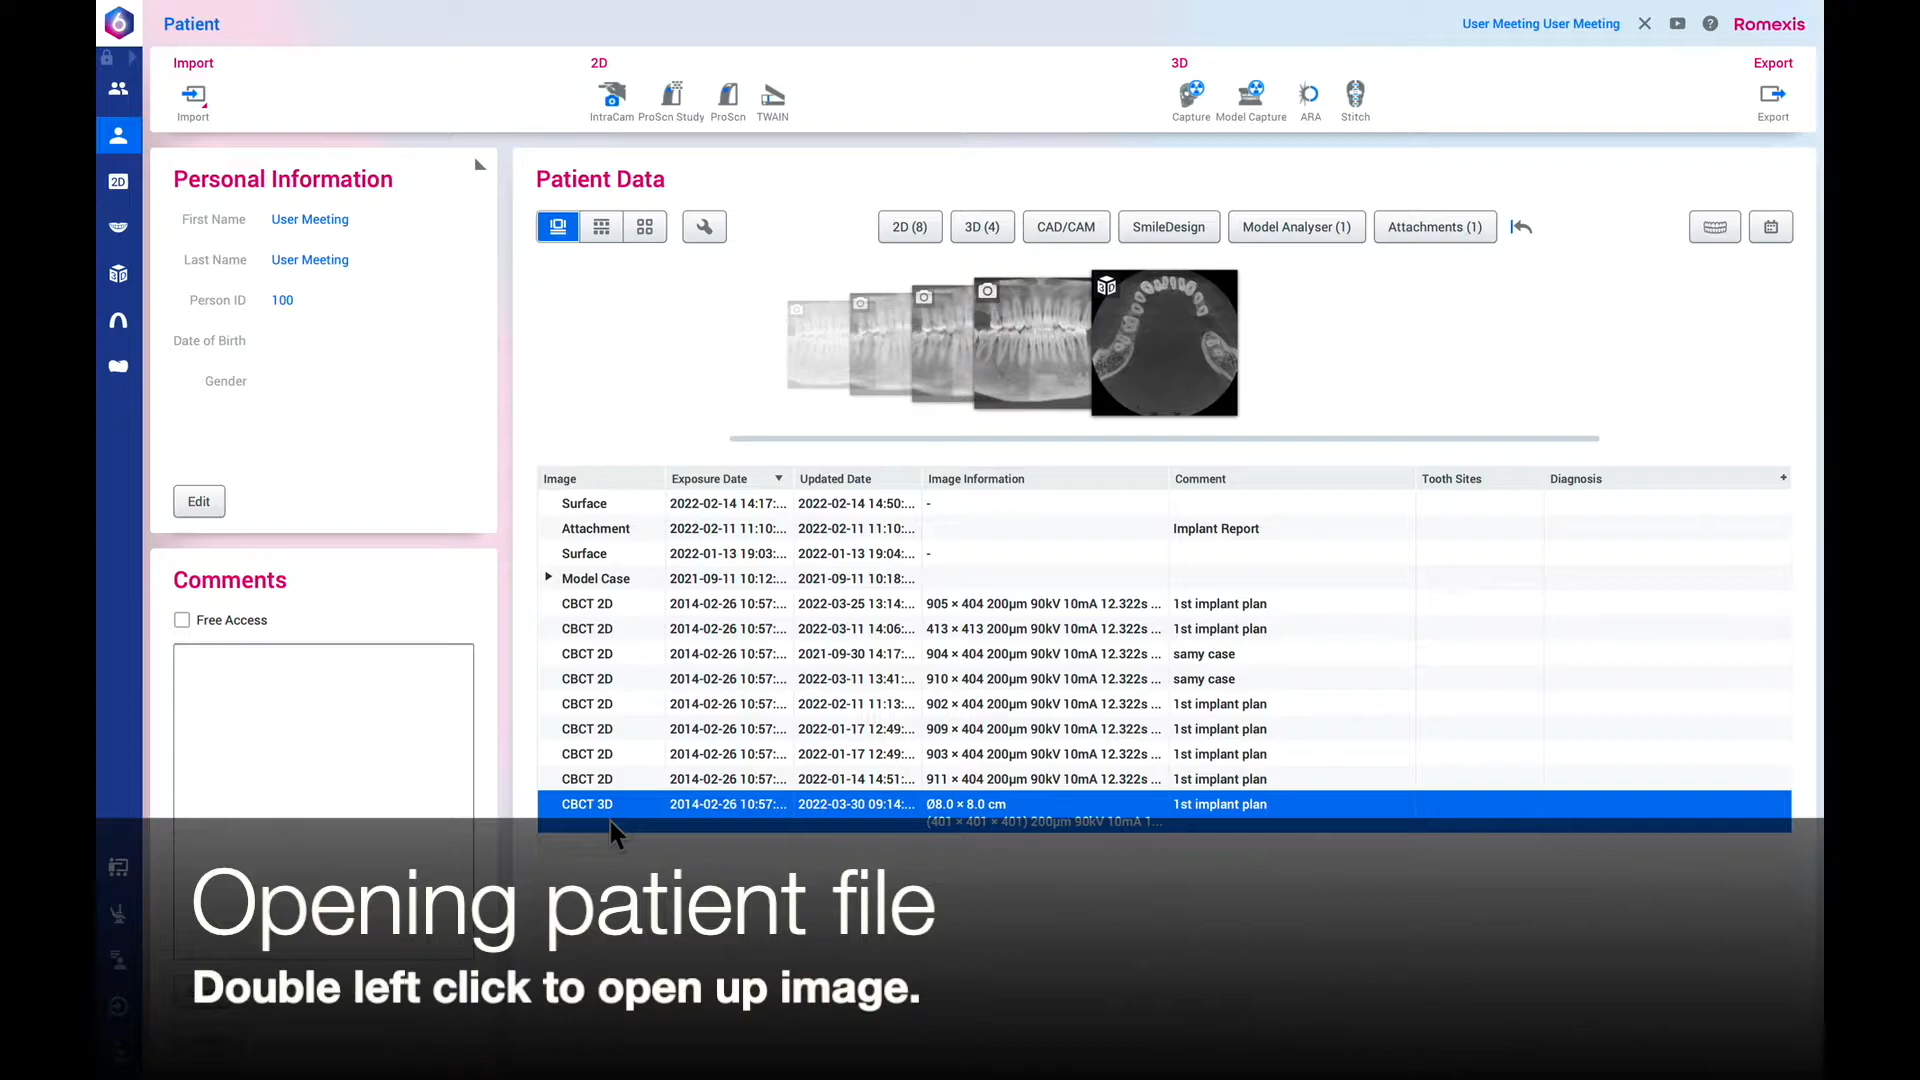 6
Patient
User Meeting User Meeting
Romexis
Import
2D
3D
Export
Import
IntraCam
ProScn Study
ProScn
TWAIN
Capture
Model Capture
ARA
Stitch
Export
Personal Information
First Name User Meeting
Last Name User Meeting
Person ID 100
Date of Birth
Gender
Edit
Comments
Free Access
2D
3D
Patient Data
2D (8)
3D (4)
CAD/CAM
SmileDesign
Model Analyser (1)
Attachments (1)
3D
Image Exposure Date Updated Date Image Information Comment Tooth Sites Diagnosis +
Surface 2022-02-14 14:17:... 2022-02-14 14:50:... -
Attachment 2022-02-11 11:10:... 2022-02-11 11:10:... Implant Report
Surface 2022-01-13 19:03:... 2022-01-13 19:04:... -
Model Case 2021-09-11 10:12:... 2021-09-11 10:18:...
CBCT 2D 2014-02-26 10:57:... 2022-03-25 13:14:... 905 × 404 200µm 90kV 10mA 12.322s ... 1st implant plan
CBCT 2D 2014-02-26 10:57:... 2022-03-11 14:06:... 413 × 413 200µm 90kV 10mA 12.322s ... 1st implant plan
CBCT 2D 2014-02-26 10:57:... 2021-09-30 14:17:... 904 × 404 200µm 90kV 10mA 12.322s ... samy case
CBCT 2D 2014-02-26 10:57:... 2022-03-11 13:41:... 910 × 404 200µm 90kV 10mA 12.322s ... samy case
CBCT 2D 2014-02-26 10:57:... 2022-02-11 11:13:... 902 × 404 200µm 90kV 10mA 12.322s ... 1st implant plan
CBCT 2D 2014-02-26 10:57:... 2022-01-17 12:49:... 909 × 404 200µm 90kV 10mA 12.322s ... 1st implant plan
CBCT 2D 2014-02-26 10:57:... 2022-01-17 12:49:... 903 × 404 200µm 90kV 10mA 12.322s ... 1st implant plan
CBCT 2D 2014-02-26 10:57:... 2022-01-14 14:51:... 911 × 404 200µm 90kV 10mA 12.322s ... 1st implant plan
CBCT 3D 2014-02-26 10:57:... 2022-03-30 09:14:... Ø8.0 × 8.0 cm 1st implant plan
(401 × 401 × 401) 200µm 90kV 10mA 1...
Opening patient file
Double left click to open up image.